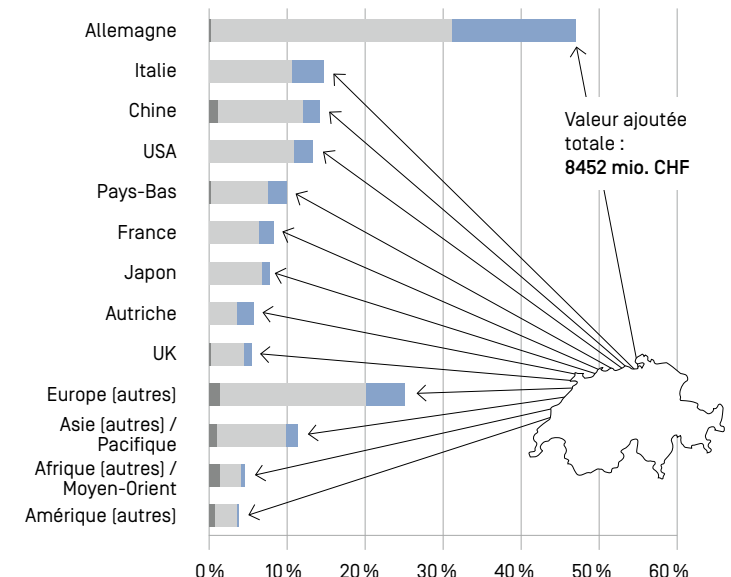 Allemagne
Italie
Chine
USA
Pays-Bas
France
Japon
Autriche
UK
Europe (autres)
Asie (autres) /
Pacifique
Afrique (autres) /
Moyen-Orient
Amérique (autres)
Valeur ajoutée
totale :
8452 mio. CHF
0 % 10 % 20 % 30 % 40 % 50 % 60 %